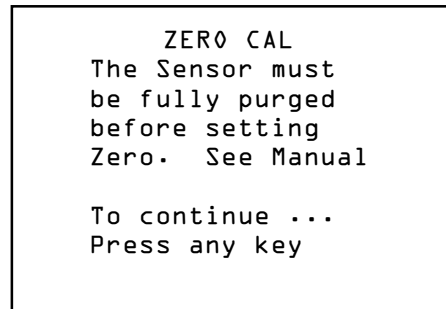 ZERO CAL
The Sensor must
be fully purged
before setting
Zero. See Manual
To continue ...
Press any key